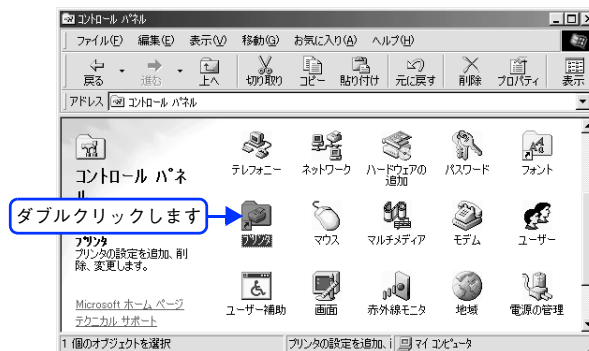 コントロール パネル
ファイル(F) 編集(E) 表示(V) 移動(G) お気に入り(A) ヘルプ(H)
戻る 進む 上へ 切り取り コピー 貼り付け 元に戻す 削除 プロパティ 表示
アドレス コントロール パネル
コントロール パネ
ル
テレフォニー ネットワーク ハードウェアの追加 パスワード フォント
ダブルクリックします
プリンタ
プリンタの設定を追加、削
除、変更します。
プリンタ マウス マルチメディア モデム ユーザー
Microsoft ホーム ページ
テクニカル サポート
ユーザー補助 画面 赤外線モニタ 地域 電源の管理
1 個のオブジェクトを選択 プリンタの設定を追加、i マイ コンピュータ